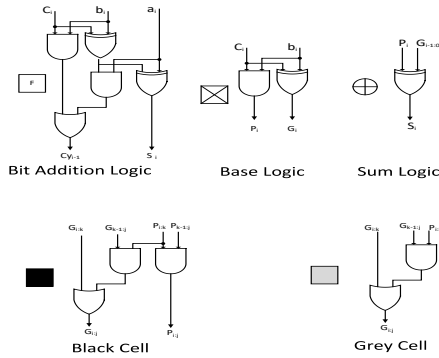 Ci bi ai
F
Cyi-1 S i
Bit Addition Logic
Ci bi
Pi Gi
Base Logic
Pi Gi-1:0
Si
Sum Logic
Gi:k Gk-1:j Pi:k Pk-1:j
Gi:j Pi:j
Black Cell
Gi:k Gk-1:j Pi:
Gi:j
Grey Cell